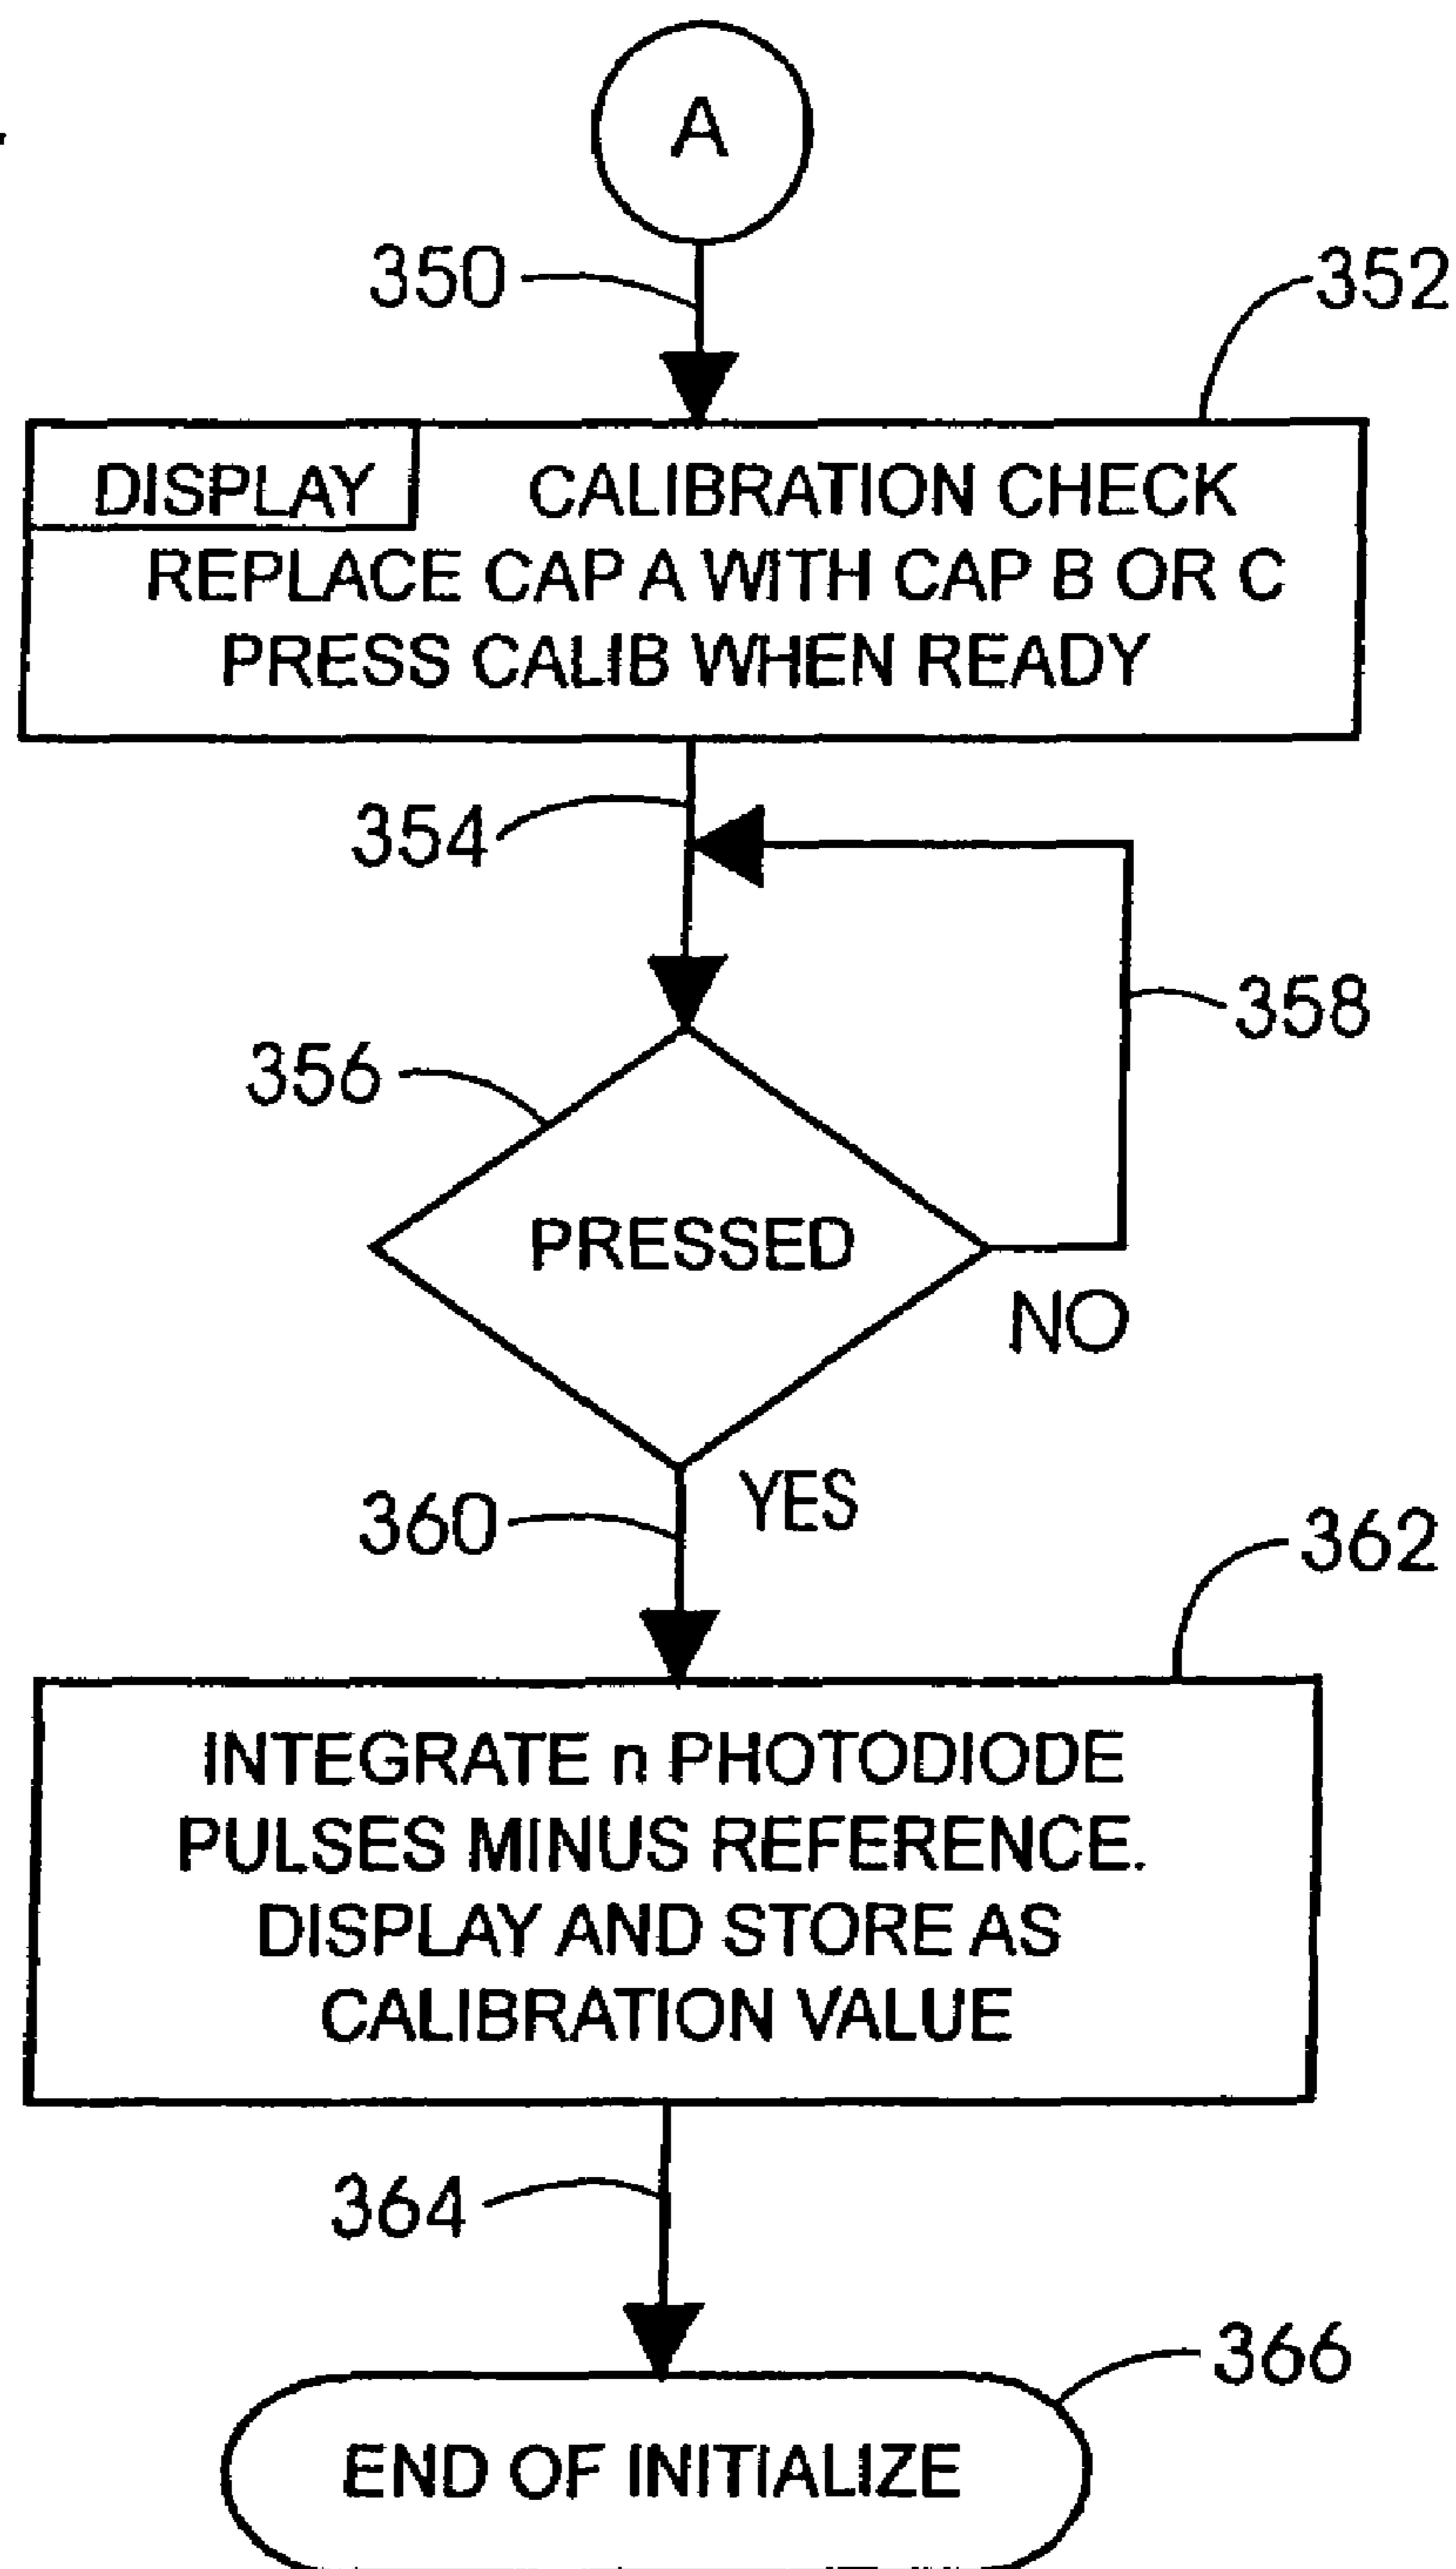 A
350
352
DISPLAY CALIBRATION CHECK
REPLACE CAP A WITH CAP B OR C
PRESS CALIB WHEN READY
354
358
356
PRESSED
NO
YES
360
362
INTEGRATE n PHOTODIODE
PULSES MINUS REFERENCE.
DISPLAY AND STORE AS
CALIBRATION VALUE
364
366
END OF INITIALIZE